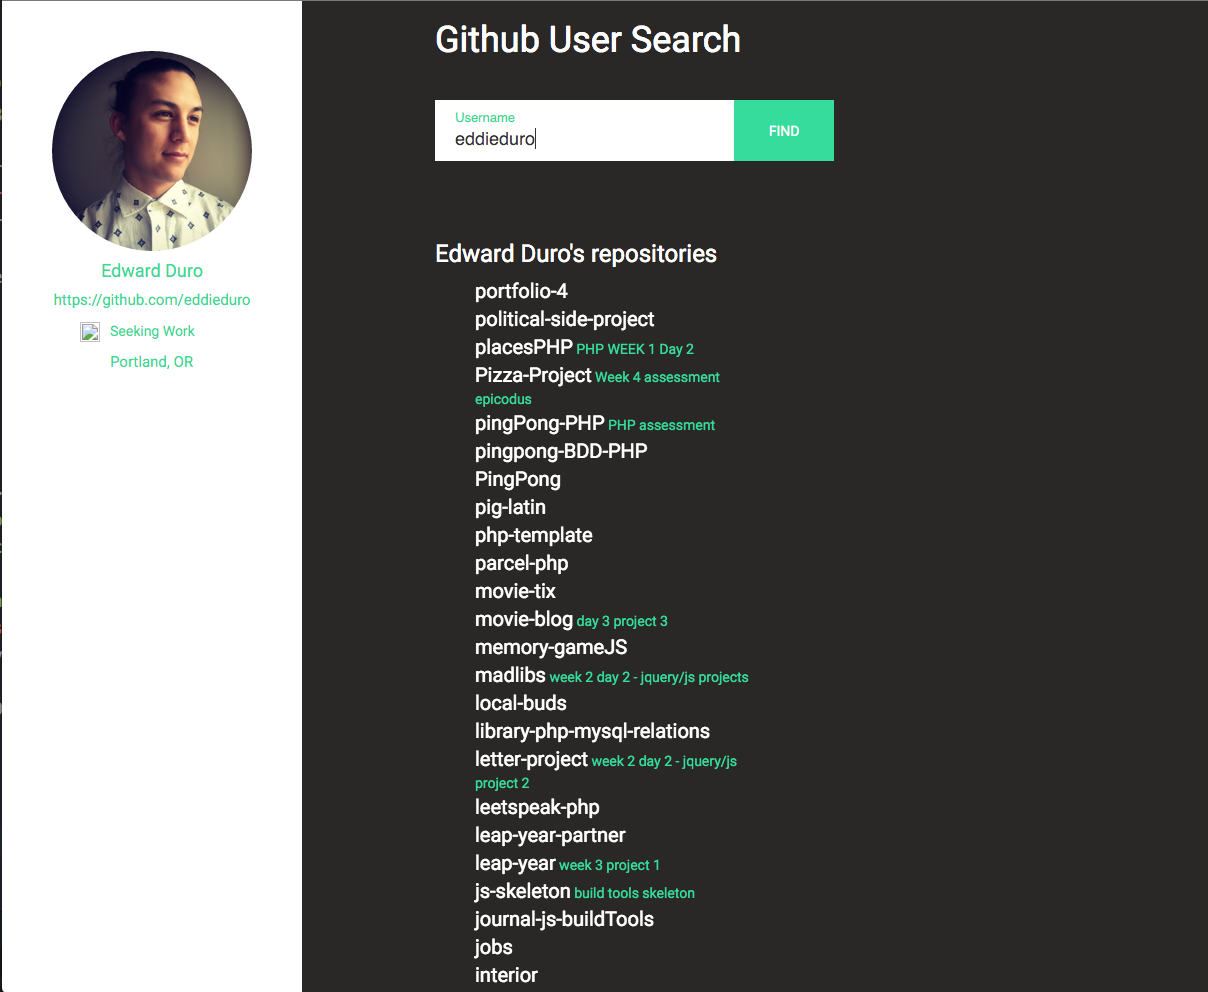 Edward Duro
https://github.com/eddieduro
Seeking Work
Portland, OR
Github User Search
Username
eddieduro
FIND
Edward Duro's repositories
portfolio-4
political-side-project
placesPHP PHP WEEK 1 Day 2
Pizza-Project Week 4 assessment
epicodus
pingPong-PHP PHP assessment
pingpong-BDD-PHP
PingPong
pig-latin
php-template
parcel-php
movie-tix
movie-blog day 3 project 3
memory-gameJS
madlibs week 2 day 2 - jquery/js projects
local-buds
library-php-mysql-relations
letter-project week 2 day 2 - jquery/js
project 2
leetspeak-php
leap-year-partner
leap-year week 3 project 1
js-skeleton build tools skeleton
journal-js-buildTools
jobs
interior